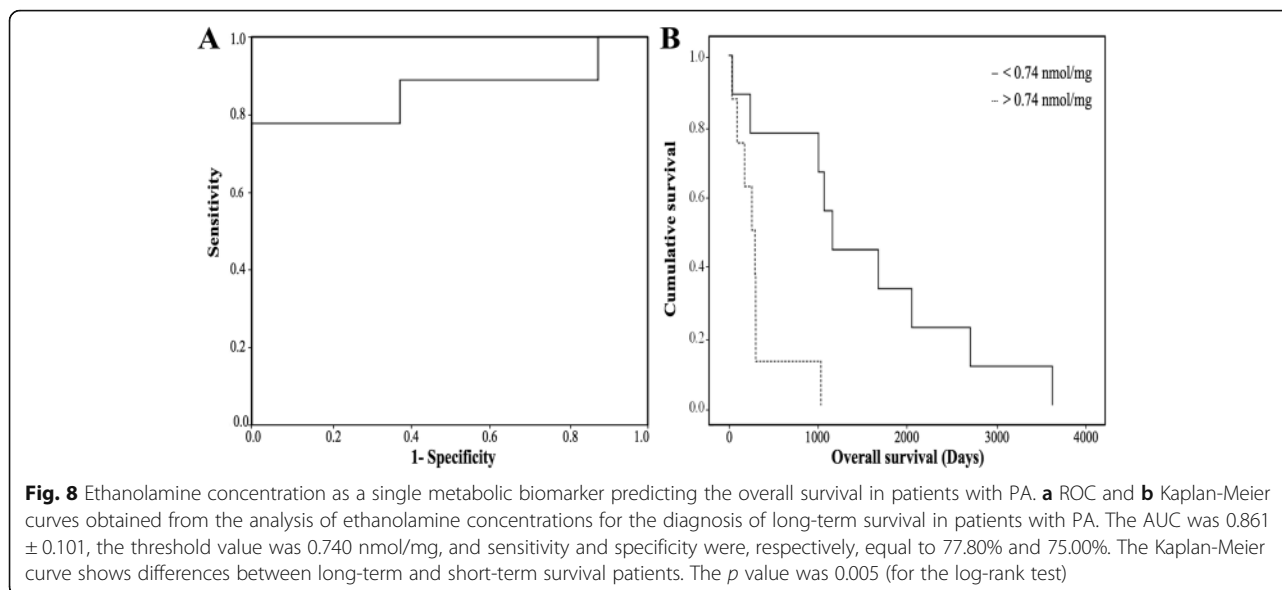 A
1.0
0.8
0.6
0.4
0.2
0.0
Sensitivity
0.0 0.2 0.4 0.6 0.8 1.0
1- Specificity
B
1.0
0.8
0.6
0.4
0.2
0.0
Cumulative survival
– < 0.74 nmol/mg
--- > 0.74 nmol/mg
0 1000 2000 3000 4000
Overall survival (Days)
Fig. 8 Ethanolamine concentration as a single metabolic biomarker predicting the overall survival in patients with PA. a ROC and b Kaplan-Meier
curves obtained from the analysis of ethanolamine concentrations for the diagnosis of long-term survival in patients with PA. The AUC was 0.861
± 0.101, the threshold value was 0.740 nmol/mg, and sensitivity and specificity were, respectively, equal to 77.80% and 75.00%. The Kaplan-Meier
curve shows differences between long-term and short-term survival patients. The p value was 0.005 (for the log-rank test)